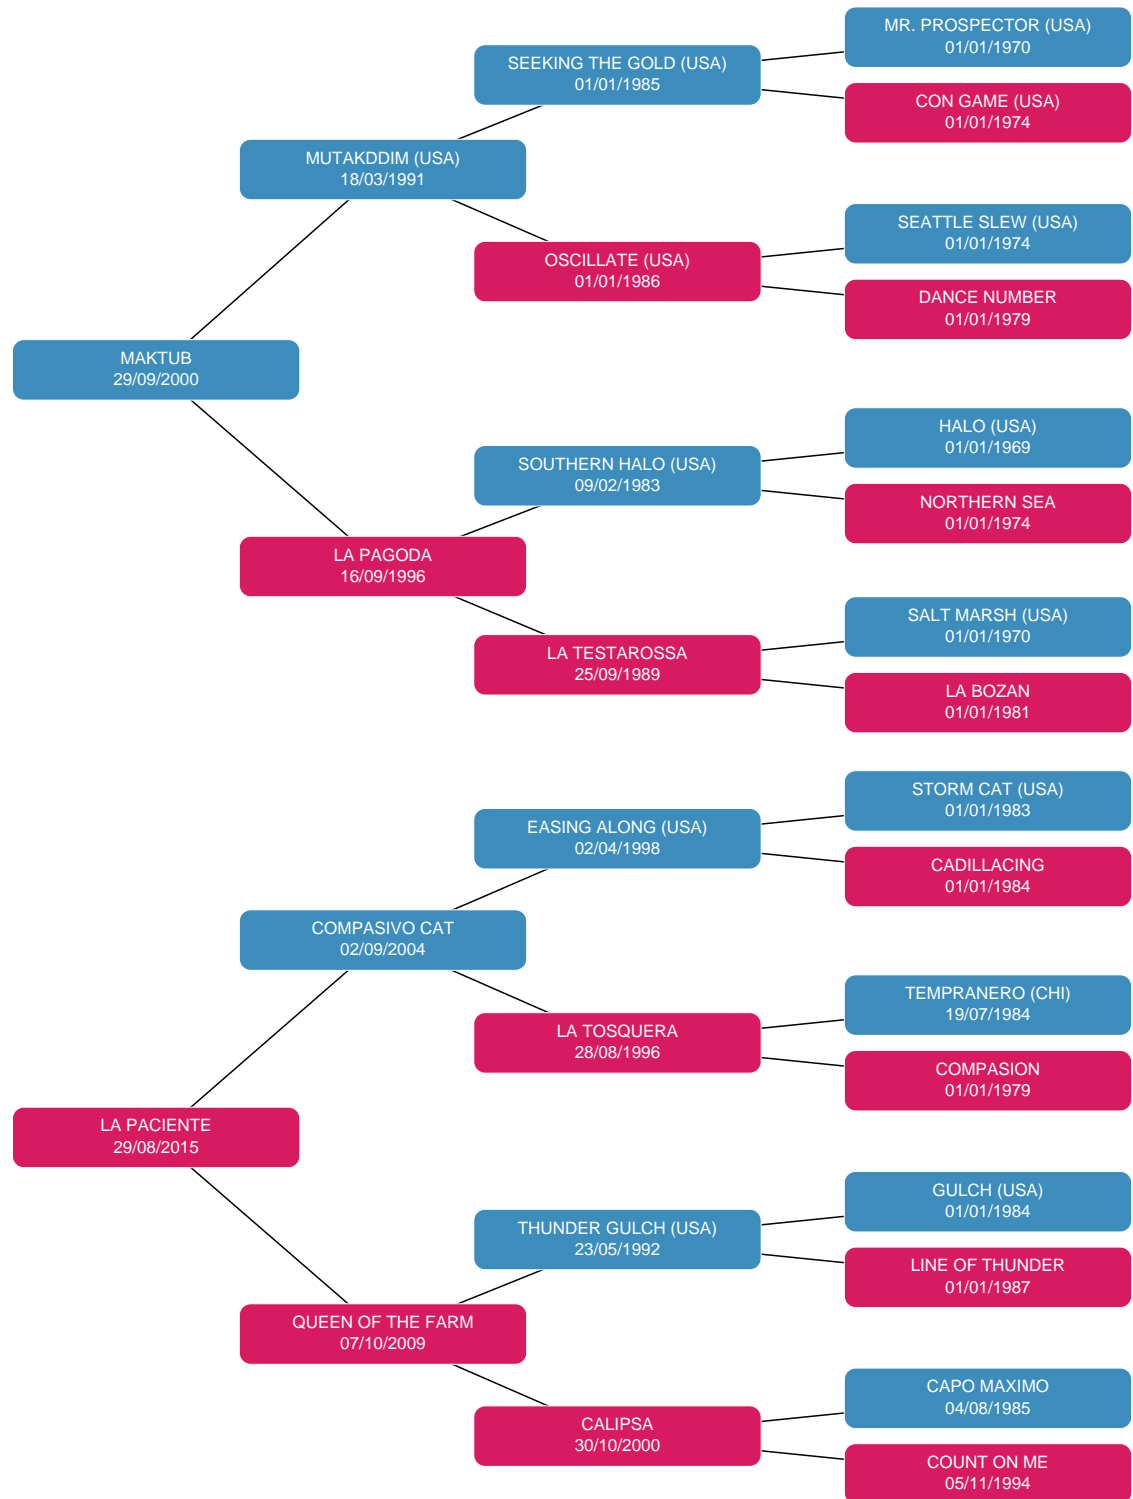 MR. PROSPECTOR (USA)
01/01/1970
SEEKING THE GOLD (USA)
01/01/1985
CON GAME (USA)
01/01/1974
MUTAKDDIM (USA)
18/03/1991
SEATTLE SLEW (USA)
01/01/1974
OSCILLATE (USA)
01/01/1986
DANCE NUMBER
01/01/1979
MAKTUB
29/09/2000
HALO (USA)
01/01/1969
SOUTHERN HALO (USA)
09/02/1983
NORTHERN SEA
01/01/1974
LA PAGODA
16/09/1996
SALT MARSH (USA)
01/01/1970
LA TESTAROSSA
25/09/1989
LA BOZAN
01/01/1981
STORM CAT (USA)
01/01/1983
EASING ALONG (USA)
02/04/1998
CADILLACING
01/01/1984
COMPASIVO CAT
02/09/2004
TEMPRANERO (CHI)
19/07/1984
LA TOSQUERA
28/08/1996
COMPASION
01/01/1979
LA PACIENTE
29/08/2015
GULCH (USA)
01/01/1984
THUNDER GULCH (USA)
23/05/1992
LINE OF THUNDER
01/01/1987
QUEEN OF THE FARM
07/10/2009
CAPO MAXIMO
04/08/1985
CALIPSA
30/10/2000
COUNT ON ME
05/11/1994